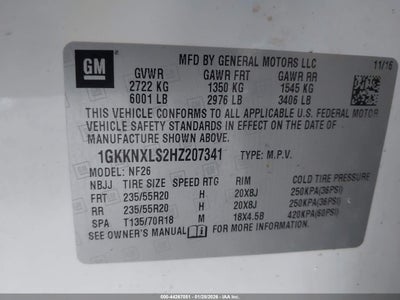 GM
MFD BY GENERAL MOTORS LLC
11/16
GVWR GAWR FRT GAWR RR
2722 KG 1350 KG 1545 KG
6001 LB 2976 LB 3406 LB
THIS VEHICLE CONFORMS TO ALL APPLICABLE U.S. FEDERAL MOTOR
VEHICLE SAFETY STANDARDS IN EFFECT ON THE DATE OF
MANUFACTURE SHOWN ABOVE.
1GKKNXLS2HZ207341 TYPE: M.P.V.
MODEL: NF26
NBJJ TIRE SIZE SPEED RTG RIM COLD TIRE PRESSURE
FRT 235/55R20 H 20X8J 250KPA(36PSI)
RR 235/55R20 H 20X8J 250KPA(36PSI)
SPA T135/70R18 M 18X4.5B 420KPA(60PSI)
SEE OWNER'S MANUAL FOR MORE INFORMATION.